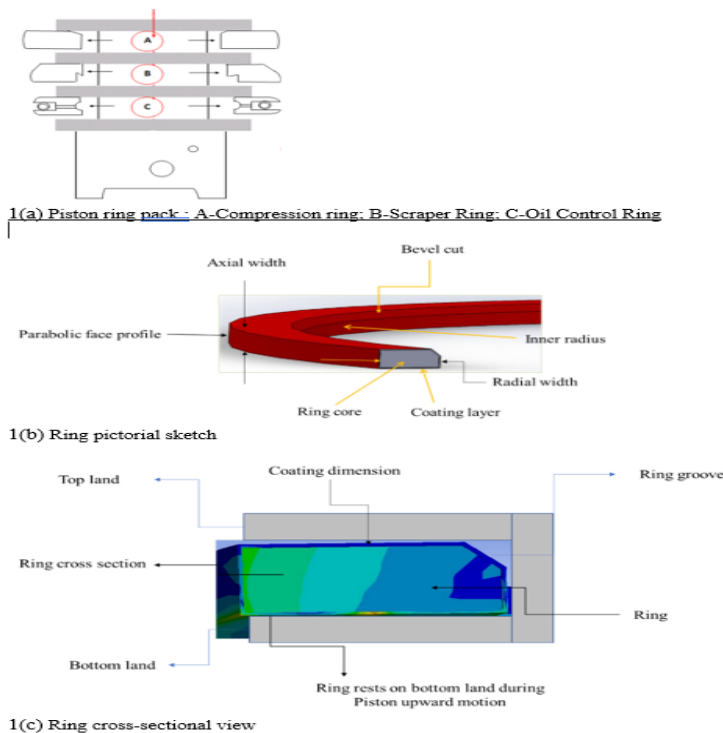 A
B
C
1(a) Piston ring pack : A-Compression ring; B-Scraper Ring; C-Oil Control Ring
Bevel cut
Axial width
Parabolic face profile
Inner radius
Radial width
Ring core
Coating layer
1(b) Ring pictorial sketch
Coating dimension
Top land
Ring groove
Ring cross section
Ring
Bottom land
Ring rests on bottom land during
Piston upward motion
1(c) Ring cross-sectional view